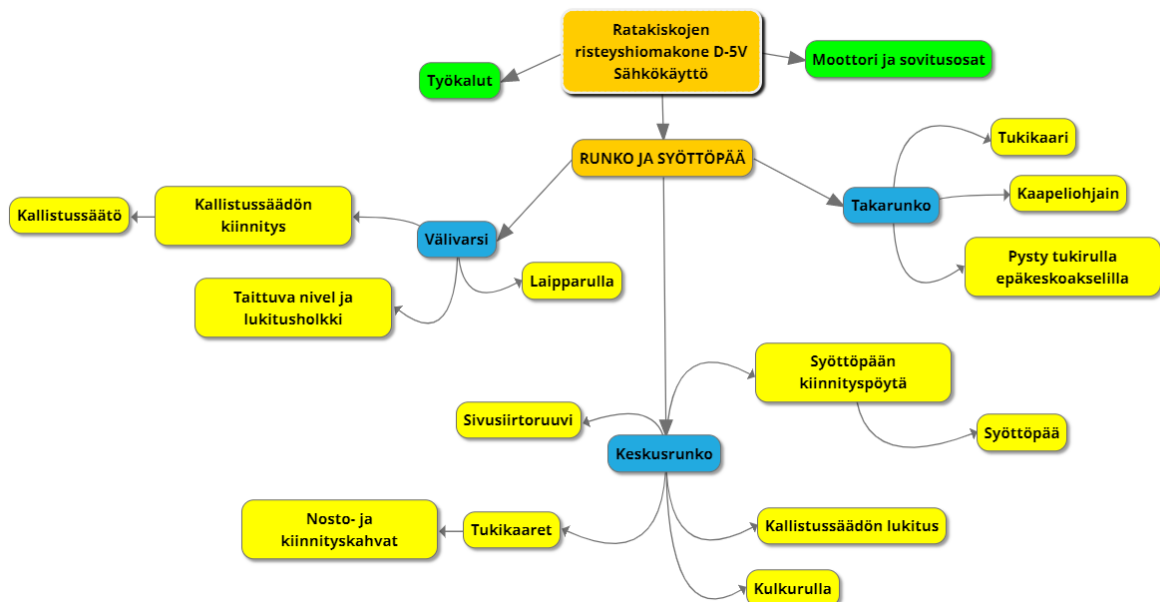 Ratakiskojen
risteyshiomakone D-5V
Sähkökäyttö
Työkalut
Moottori ja sovitusosat
RUNKO JA SYÖTTÖPÄÄ
Tukikaari
Kaapeliohjain
Takarunko
Pysty tukirulla
epäkeskoakselilla
Kallistussäätö
Kallistussäädön
kiinnitys
Välivarsi
Laipparulla
Taittuva nivel ja
lukitusholkki
Syöttöpään
kiinnityspöytä
Syöttöpää
Sivusiirtoruuvi
Keskusrunko
Nosto- ja
kiinnityskahvat
Tukikaaret
Kallistussäädön lukitus
Kulkurulla